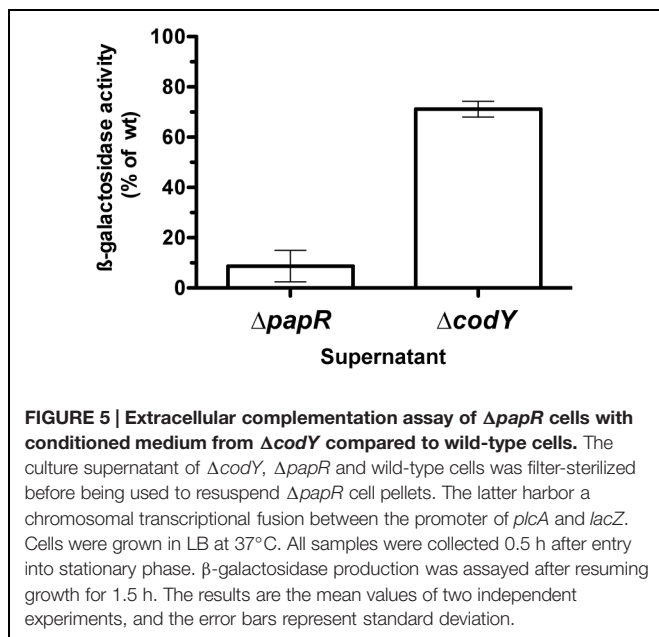 ß-galactosidase activity
(% of wt)
100
80
60
40
20
0
ΔpapR
ΔcodY
Supernatant
FIGURE 5 | Extracellular complementation assay of ΔpapR cells with
conditioned medium from ΔcodY compared to wild-type cells. The
culture supernatant of ΔcodY, ΔpapR and wild-type cells was filter-sterilized
before being used to resuspend ΔpapR cell pellets. The latter harbor a
chromosomal transcriptional fusion between the promoter of plcA and lacZ.
Cells were grown in LB at 37°C. All samples were collected 0.5 h after entry
into stationary phase. β-galactosidase production was assayed after resuming
growth for 1.5 h. The results are the mean values of two independent
experiments, and the error bars represent standard deviation.